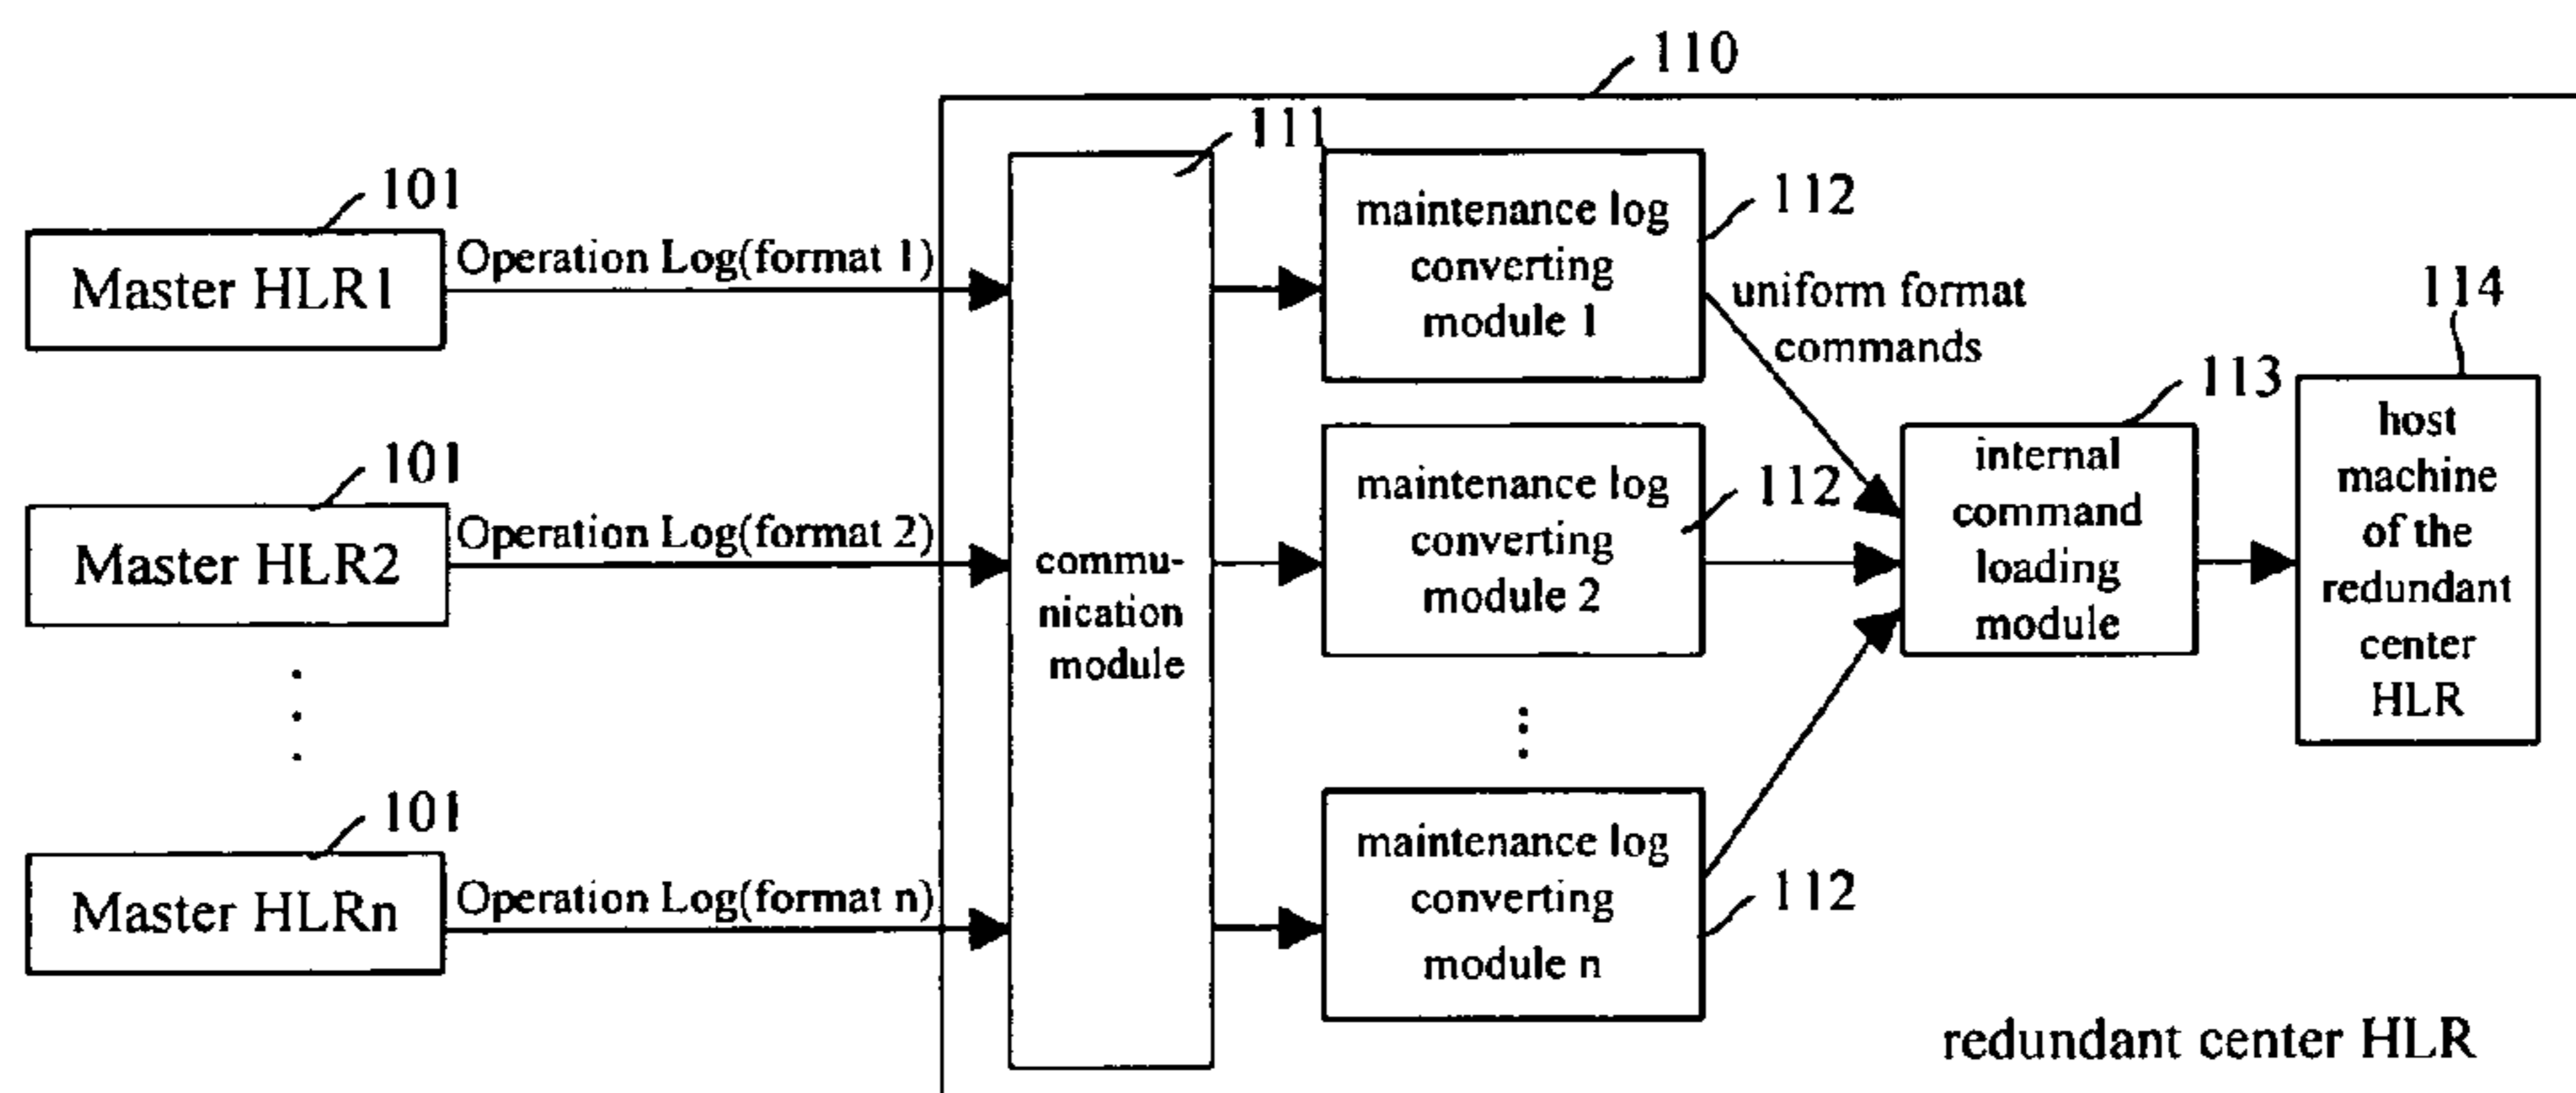 110
111
101
Master HLR1
Operation Log(format 1)
maintenance log
converting
module 1
112
uniform format
commands
101
Master HLR2
Operation Log(format 2)
commu-
nication
module
maintenance log
converting
module 2
112
113
internal
command
loading
module
114
host
machine
of the
redundant
center
HLR
101
Master HLRn
Operation Log(format n)
maintenance log
converting
module n
112
redundant center HLR